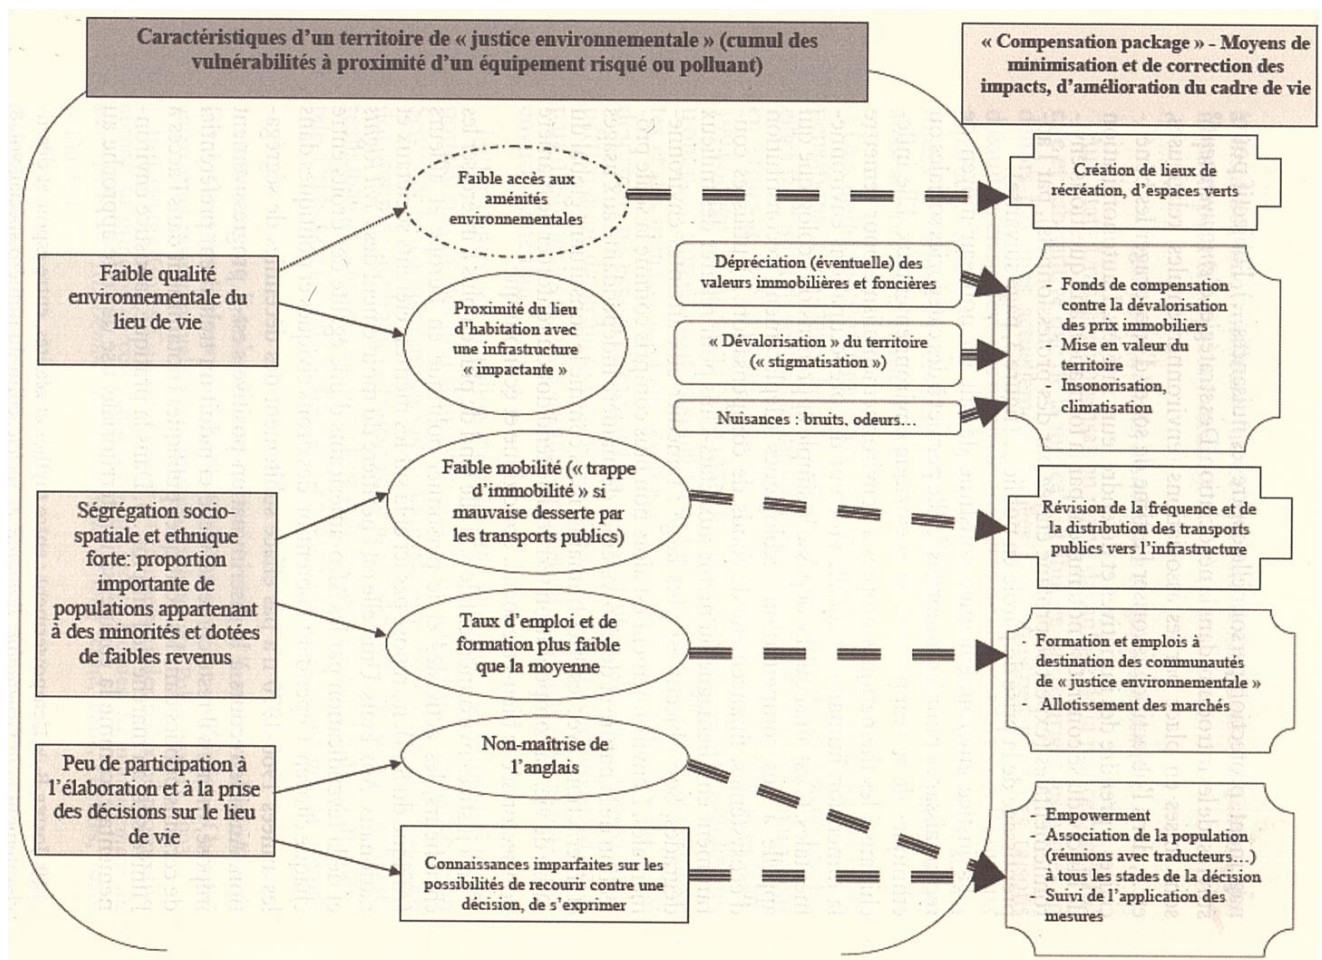 Caractéristiques d'un territoire de « justice environnementale » (cumul des
vulnérabilités à proximité d'un équipement risqué ou polluant)
« Compensation package » - Moyens de
minimisation et de correction des
impacts, d'amélioration du cadre de vie
Faible qualité
environnementale du
lieu de vie
Faible accès aux
aménités
environnementales
Création de lieux de
récréation, d'espaces verts
Proximité du lieu
d'habitation avec
une infrastructure
« impactante »
Dépréciation (éventuelle) des
valeurs immobilières et foncières
« Dévalorisation » du territoire
(« stigmatisation »)
Nuisances : bruits, odeurs…
- Fonds de compensation
contre la dévalorisation
des prix immobiliers
- Mise en valeur du
territoire
- Insonorisation,
climatisation
Ségrégation socio-
spatiale et ethnique
forte: proportion
importante de
populations appartenant
à des minorités et dotées
de faibles revenus
Faible mobilité (« trappe
d'immobilité » si
mauvaise desserte par
les transports publics)
Révision de la fréquence et de
la distribution des transports
publics vers l'infrastructure
Taux d'emploi et de
formation plus faible
que la moyenne
- Formation et emplois à
destination des communautés
de « justice environnementale »
- Allotissement des marchés
Peu de participation à
l'élaboration et à la prise
des décisions sur le lieu
de vie
Non-maîtrise de
l'anglais
Connaissances imparfaites sur les
possibilités de recourir contre une
décision, de s'exprimer
- Empowerment
- Association de la population
(réunions avec traducteurs…)
à tous les stades de la décision
- Suivi de l'application des
mesures